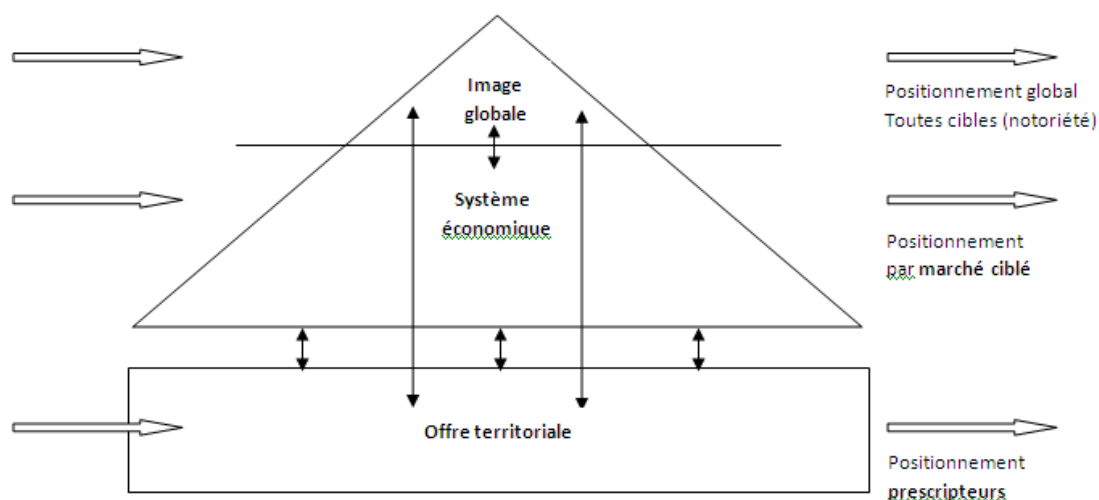 Image
globale
Positionnement global
Toutes cibles (notoriété)
Système
économique
Positionnement
par marché ciblé
Offre territoriale
Positionnement
prescripteurs